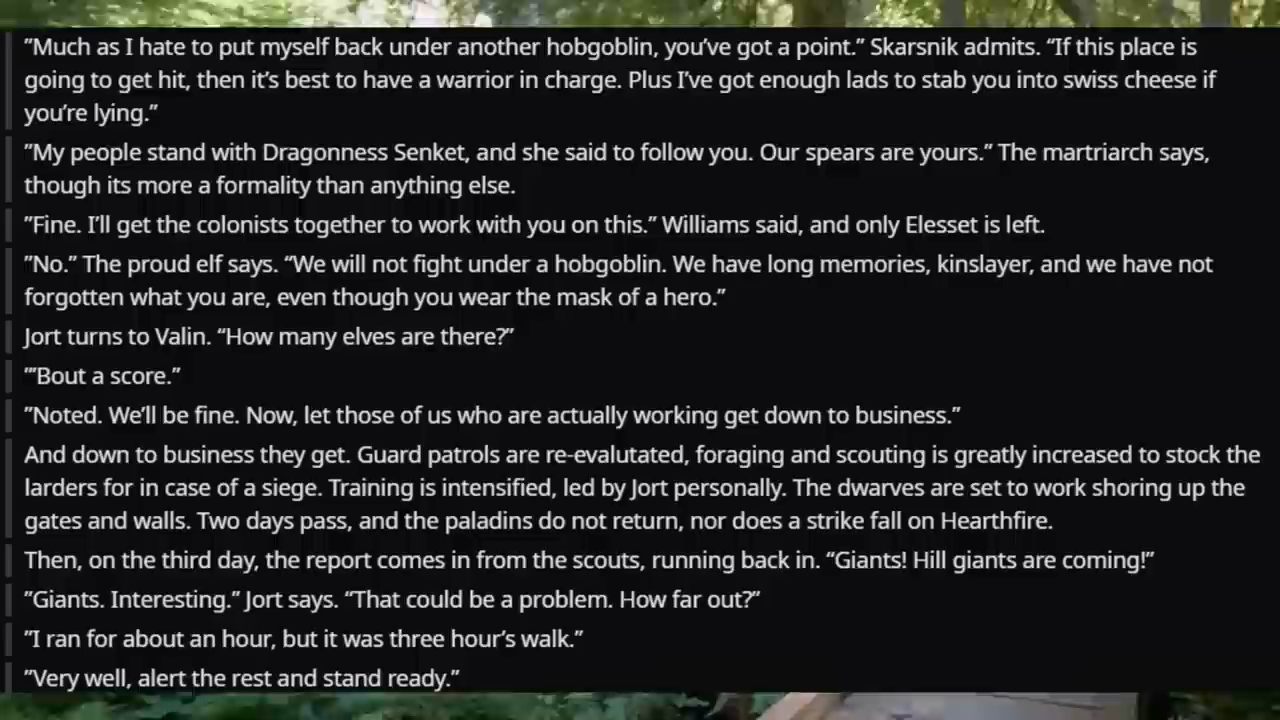 ”Much as I hate to put myself back under another hobgoblin, you’ve got a point.” Skarsnik admits. “If this place is
going to get hit, then it’s best to have a warrior in charge. Plus I’ve got enough lads to stab you into swiss cheese if
you’re lying.”
”My people stand with Dragonness Senket, and she said to follow you. Our spears are yours.” The martriarch says,
though its more a formality than anything else.
”Fine. I’ll get the colonists together to work with you on this.” Williams said, and only Elesset is left.
”No.” The proud elf says. “We will not fight under a hobgoblin. We have long memories, kinslayer, and we have not
forgotten what you are, even though you wear the mask of a hero.”
Jort turns to Valin. “How many elves are there?”
”’Bout a score.”
”Noted. We’ll be fine. Now, let those of us who are actually working get down to business.”
And down to business they get. Guard patrols are re-evalutated, foraging and scouting is greatly increased to stock the
larders for in case of a siege. Training is intensified, led by Jort personally. The dwarves are set to work shoring up the
gates and walls. Two days pass, and the paladins do not return, nor does a strike fall on Hearthfire.
Then, on the third day, the report comes in from the scouts, running back in. “Giants! Hill giants are coming!”
”Giants. Interesting.” Jort says. “That could be a problem. How far out?”
”I ran for about an hour, but it was three hour’s walk.”
”Very well, alert the rest and stand ready.”